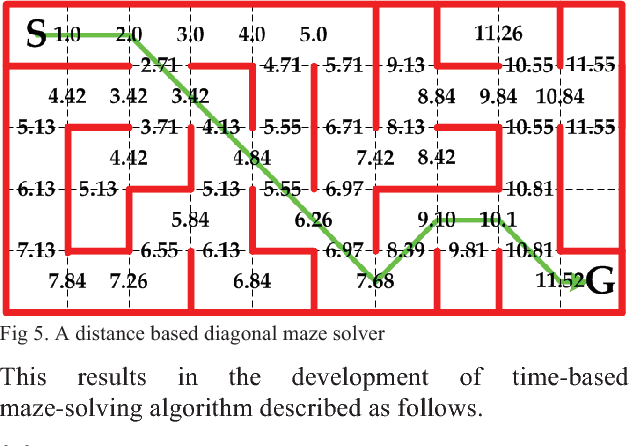 S 1.0 2.0 3.0 4.0 5.0 11.26
2.71 4.71 5.71 9.13 10.55 11.55
4.42 3.42 3.42 8.84 9.84 10.84
5.13 3.71 4.13 5.55 6.71 8.13 10.55 11.55
4.42 4.84 7.42 8.42
6.13 5.13 5.13 5.55 6.97 10.81
5.84 6.26 9.10 10.1
7.13 6.55 6.13 6.97 8.39 9.81 10.81
7.84 7.26 6.84 7.68 11.52 G
Fig 5. A distance based diagonal maze solver
This results in the development of time-based
maze-solving algorithm described as follows.